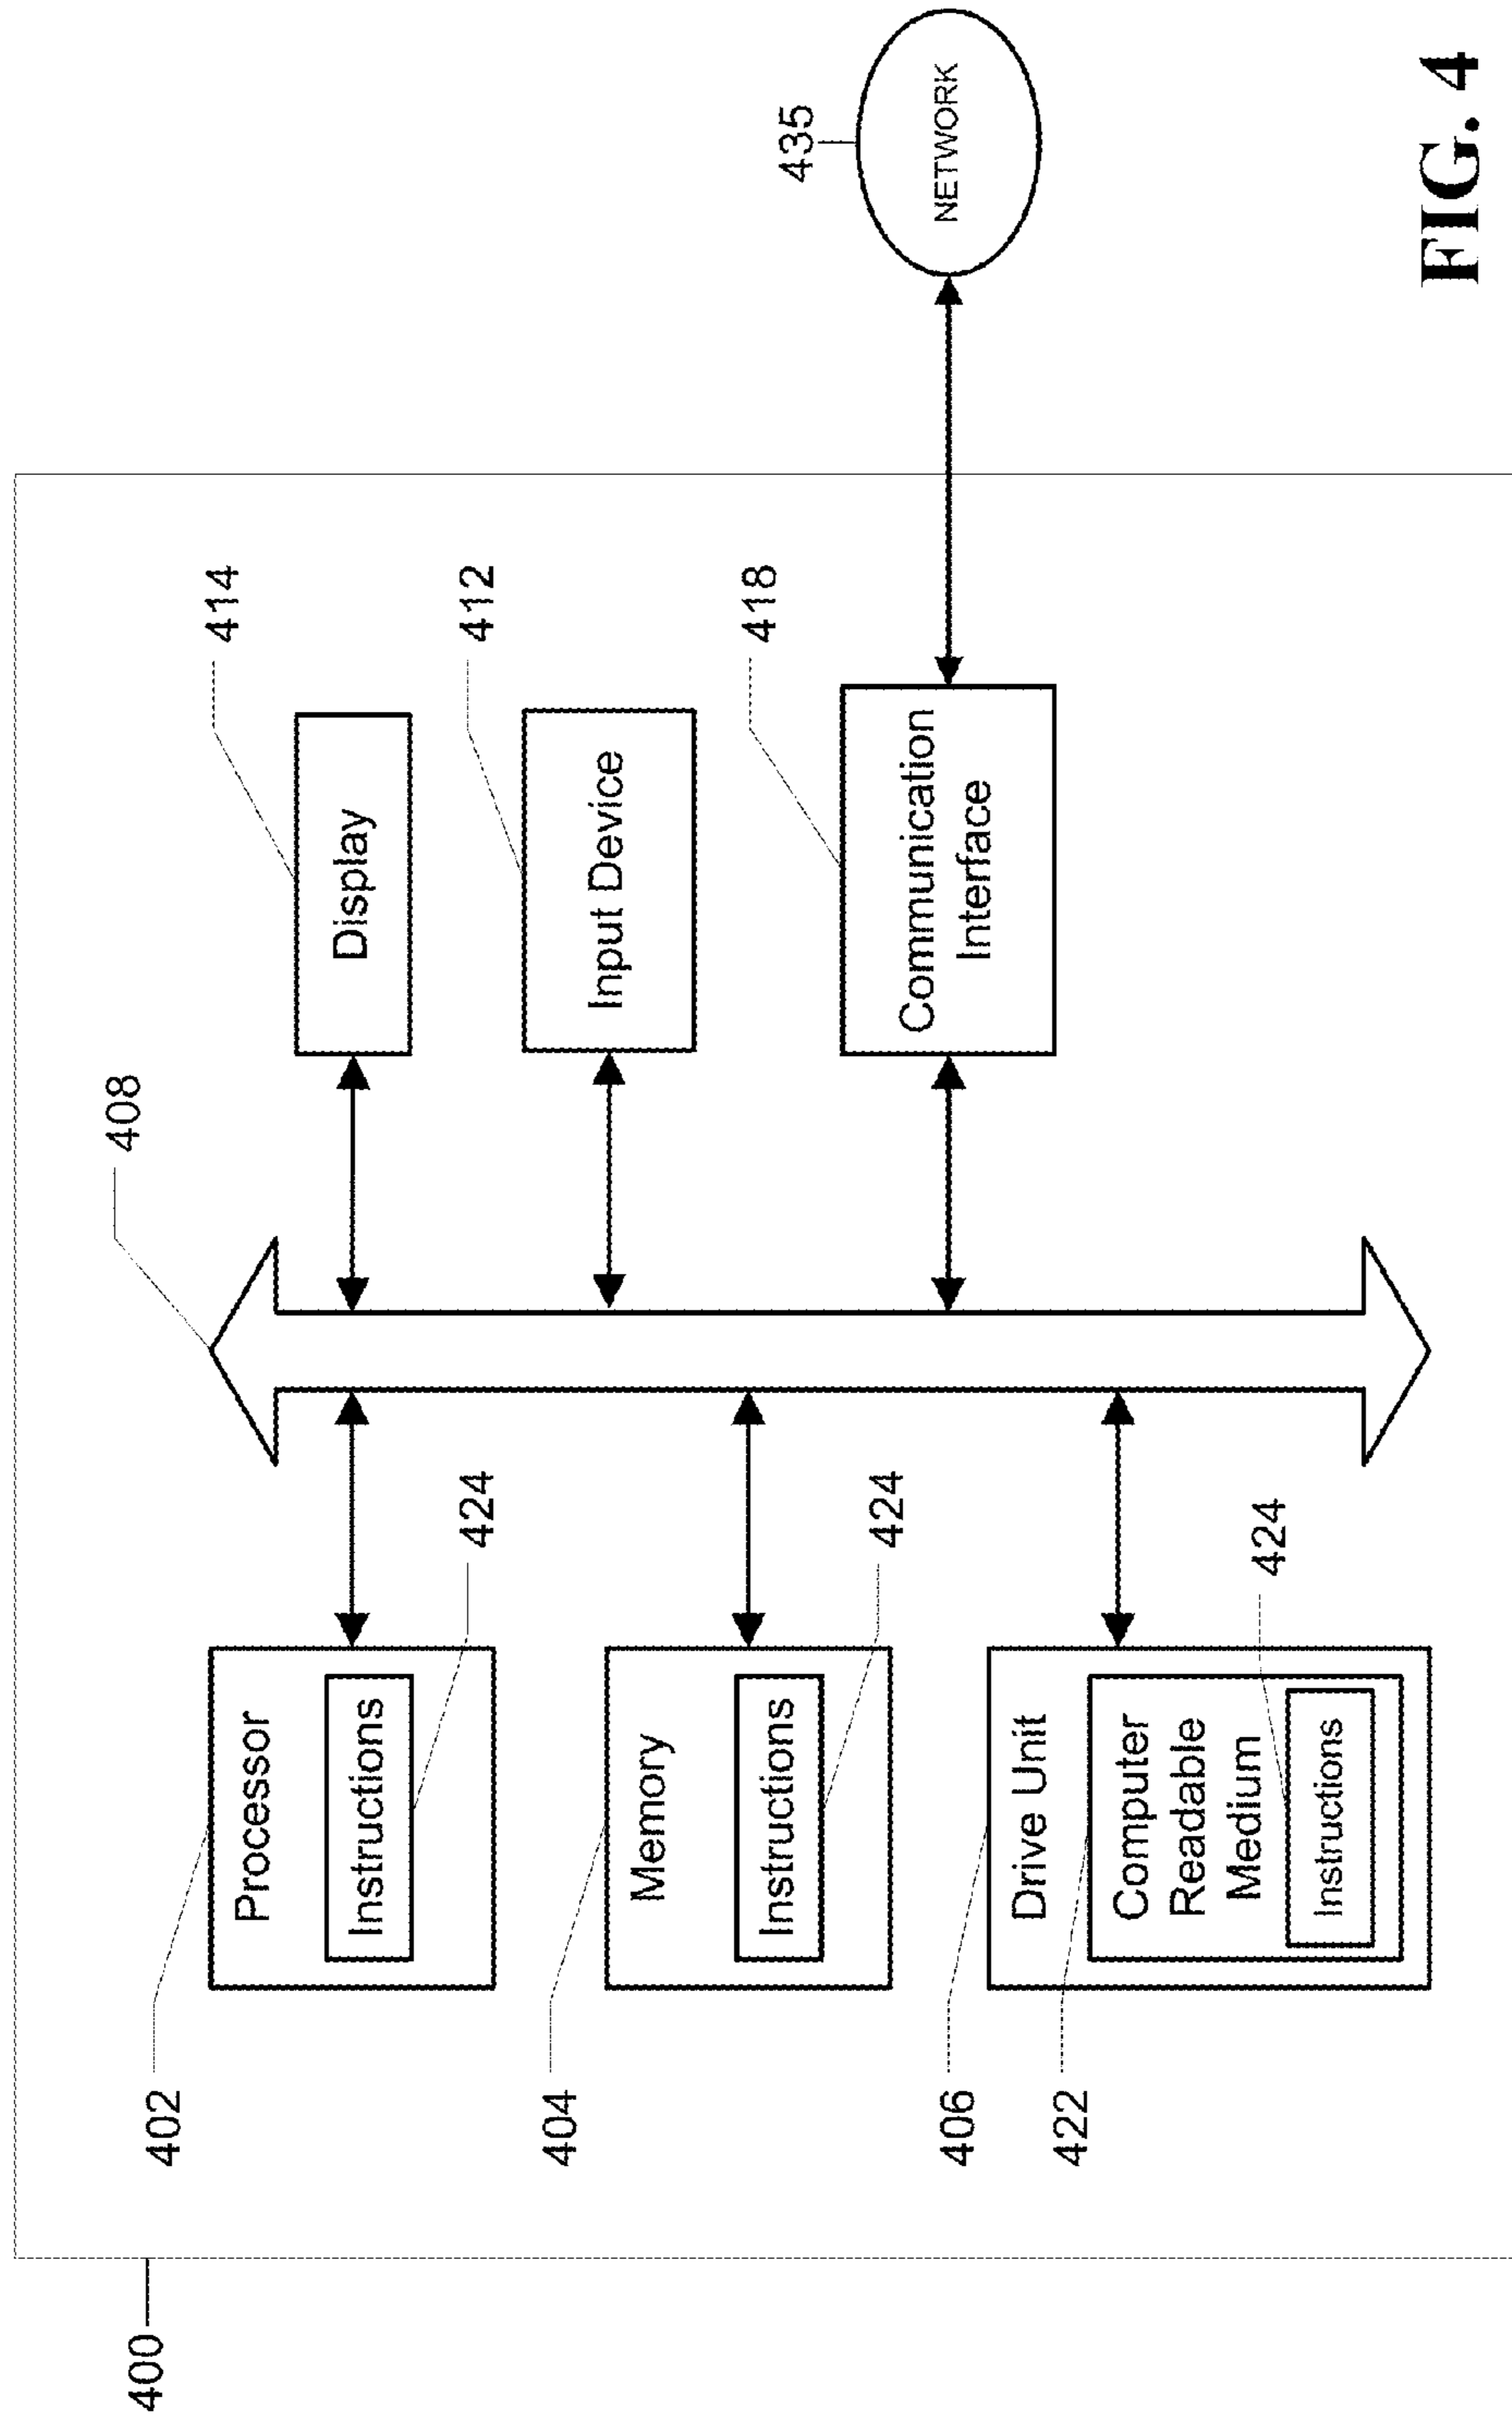 400
402
Processor
Instructions
424
404
Memory
Instructions
424
406
422
Drive Unit
Computer
Readable
Medium
Instructions
424
408
414
Display
412
Input Device
418
Communication
Interface
435
NETWORK
FIG. 4